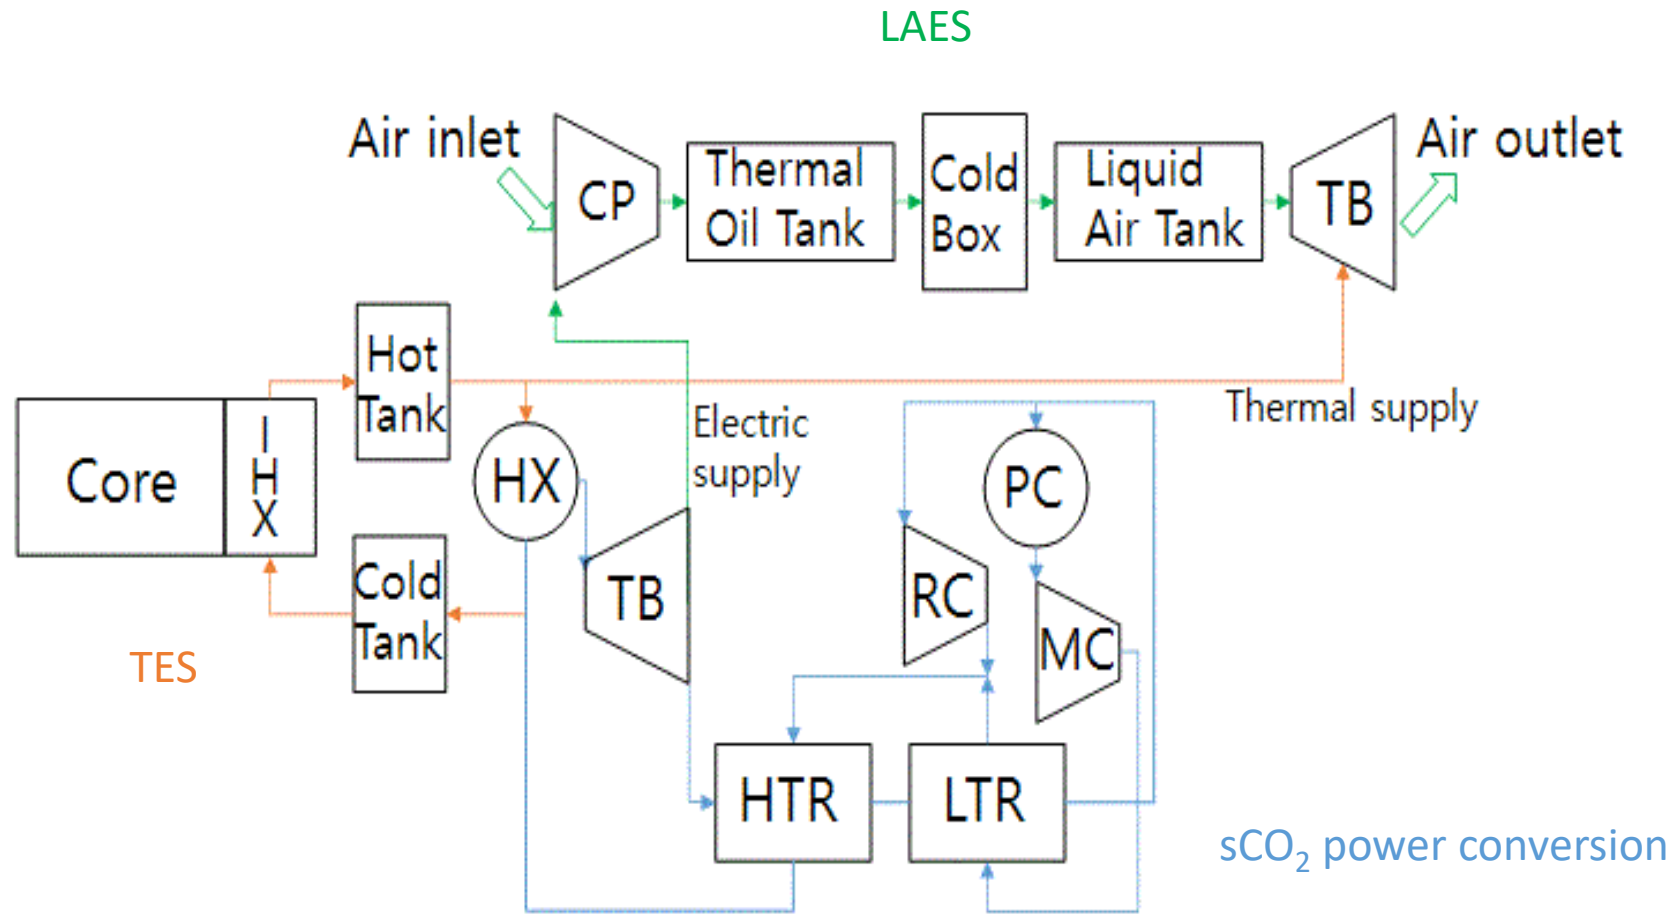 LAES
Air inlet
CP
Thermal
Oil Tank
Cold
Box
Liquid
Air Tank
TB
Air outlet
Hot
Tank
Thermal supply
Core
I
H
X
HX
Electric
supply
PC
Cold
Tank
TB
RC
MC
TES
HTR
LTR
sCO₂ power conversion